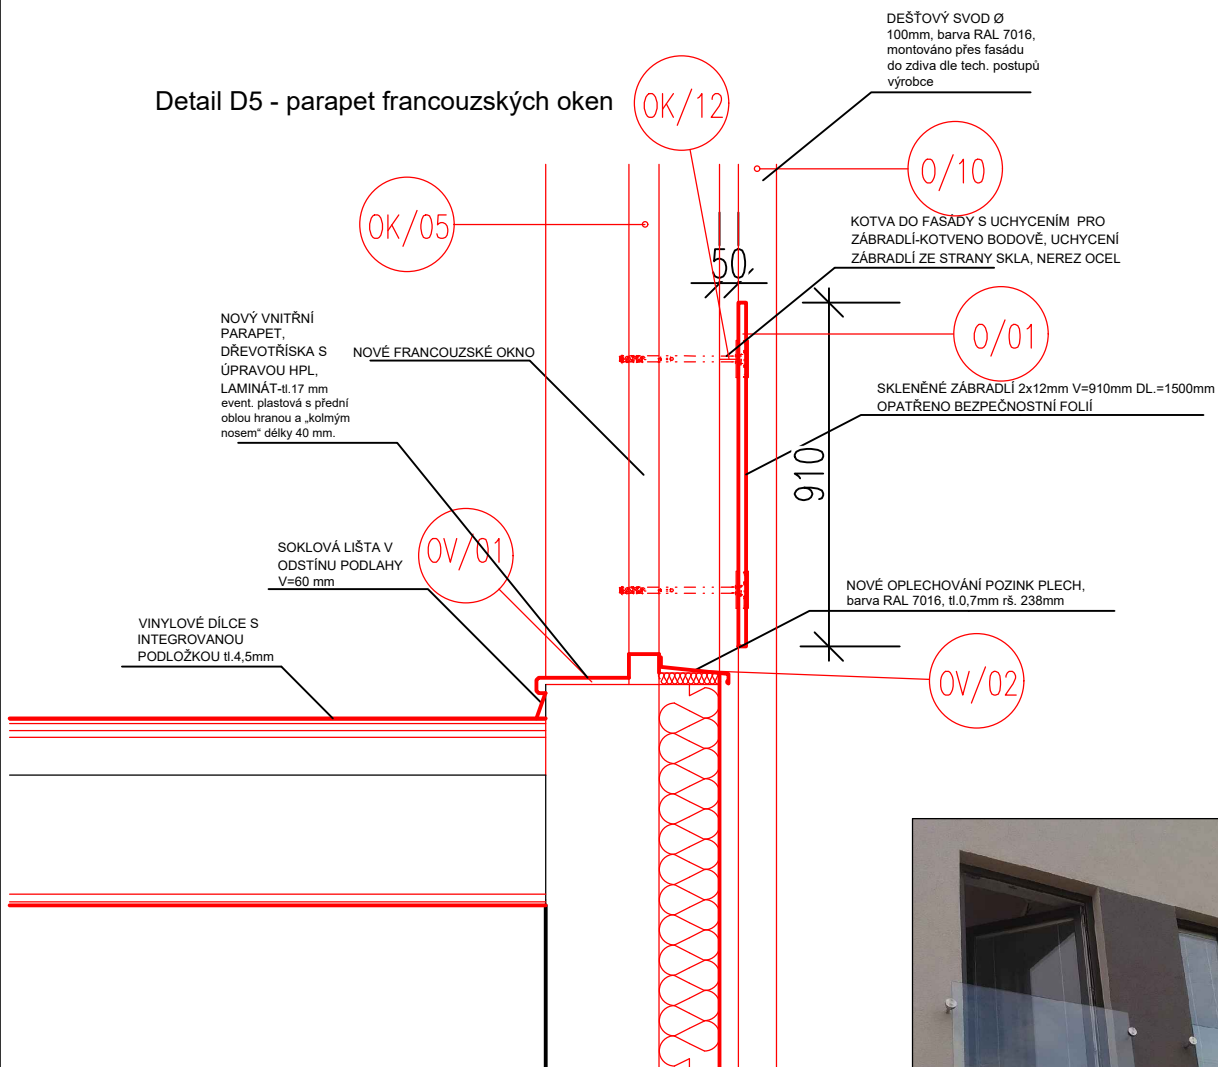 DEŠŤOVÝ SVOD Ø
100mm, barva RAL 7016,
montováno přes fasádu
do zdiva dle tech. postupů
výrobce
Detail D5 - parapet francouzských oken
OK/12
O/10
OK/05
KOTVA DO FASÁDY S UCHYCENÍM PRO
ZÁBRADLÍ-KOTVENO BODOVĚ, UCHYCENÍ
ZÁBRADLÍ ZE STRANY SKLA, NEREZ OCEL
50
O/01
NOVÝ VNITŘNÍ
PARAPET,
DŘEVOTŘÍSKA S
ÚPRAVOU HPL,
LAMINÁT-tl.17 mm
event. plastová s přední
oblou hranou a „kolmým
nosem“ délky 40 mm.
NOVÉ FRANCOUZSKÉ OKNO
SKLENĚNÉ ZÁBRADLÍ 2x12mm V=910mm DL.=1500mm
OPATŘENO BEZPEČNOSTNÍ FOLIÍ
910
OV/01
SOKLOVÁ LIŠTA V
ODSTÍNU PODLAHY
V=60 mm
NOVÉ OPLECHOVÁNÍ POZINK PLECH,
barva RAL 7016, tl.0,7mm rš. 238mm
VINYLOVÉ DÍLCE S
INTEGROVANOU
PODLOŽKOU tl.4,5mm
OV/02